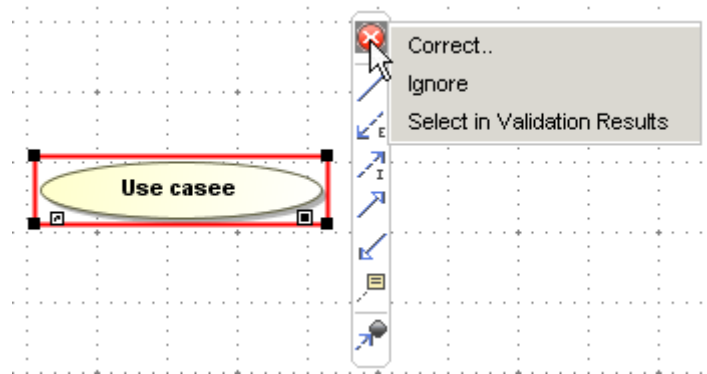 Correct..
Ignore
Select in Validation Results
E
I
Use casee